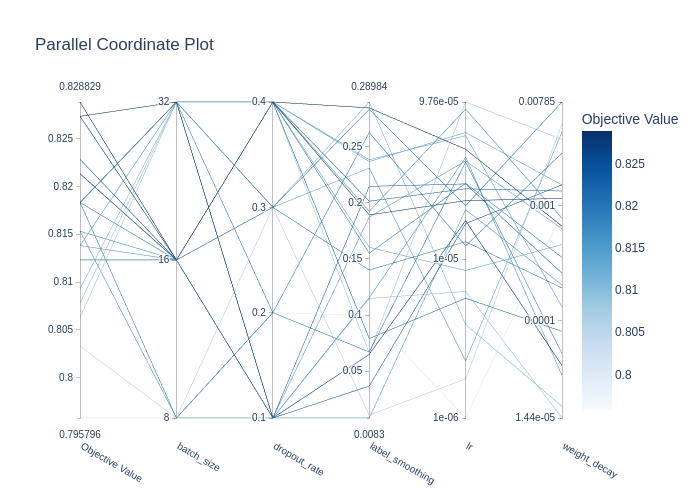 Parallel Coordinate Plot
0.828829
0.28984
Objective Value
32
0.4
9.76e-05
0.00785
0.825
0.82
0.815
0.81
0.805
0.8
16
8
0.3
0.2
0.1
0.25
0.2
0.15
0.1
0.05
1e-05
1e-06
0.001
0.0001
1.44e-05
0.825
0.82
0.815
0.81
0.805
0.8
0.795796
0.0083
Objective Value
batch_size
dropout_rate
label_smoothing
lr
weight_decay